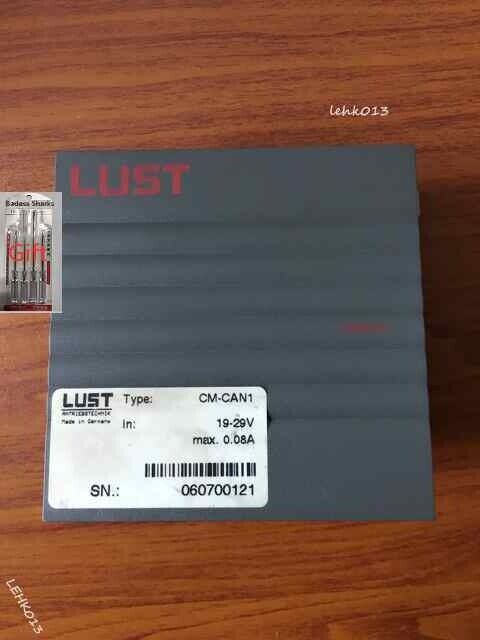 lehk013
LUST
Badass Sharks
Gift
LUST
ANTRIEBSTECHNIK
Made in Germany
Type: CM-CAN1
In: 19-29V
max. 0.08A
SN.: 060700121
LEHK013